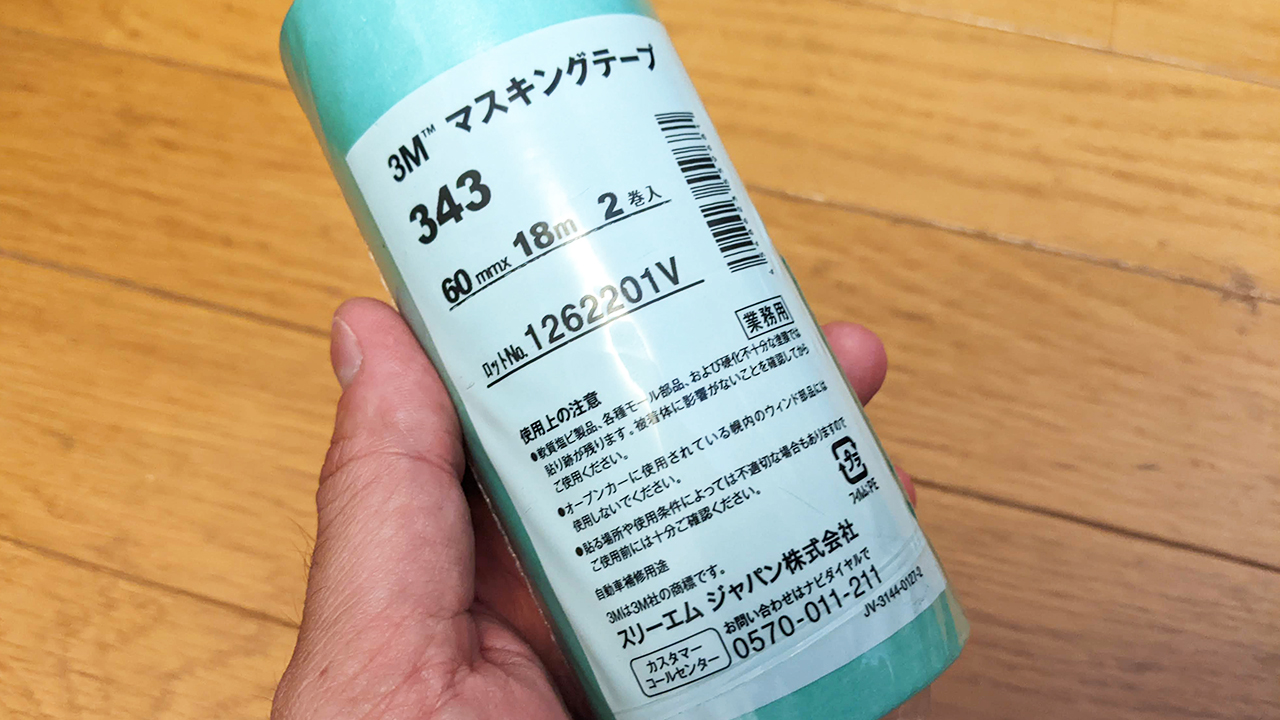 3M™ マスキングテープ
343
60 mmx 18m 2 巻入
ロットNo. 1262201V
業務用
使用上の注意
●軟質塩ビ製品、各種モール部品、および硬化不十分な塗膜では
貼り跡が残ります。被着体に影響がないことを確認してから
ご使用ください。
●オープンカーに使用されている幌内のウィンド部品には
使用しないでください。
●貼る場所や使用条件によっては不適切な場合もありますので
ご使用前には十分ご確認ください。
プラ
フィルム:PE
自動車補修用途
3Mは3M社の商標です。
スリーエム ジャパン株式会社
カスタマー
コールセンター
お問い合わせはナビダイヤルで
0570-011-211
JV-3144-0127-2